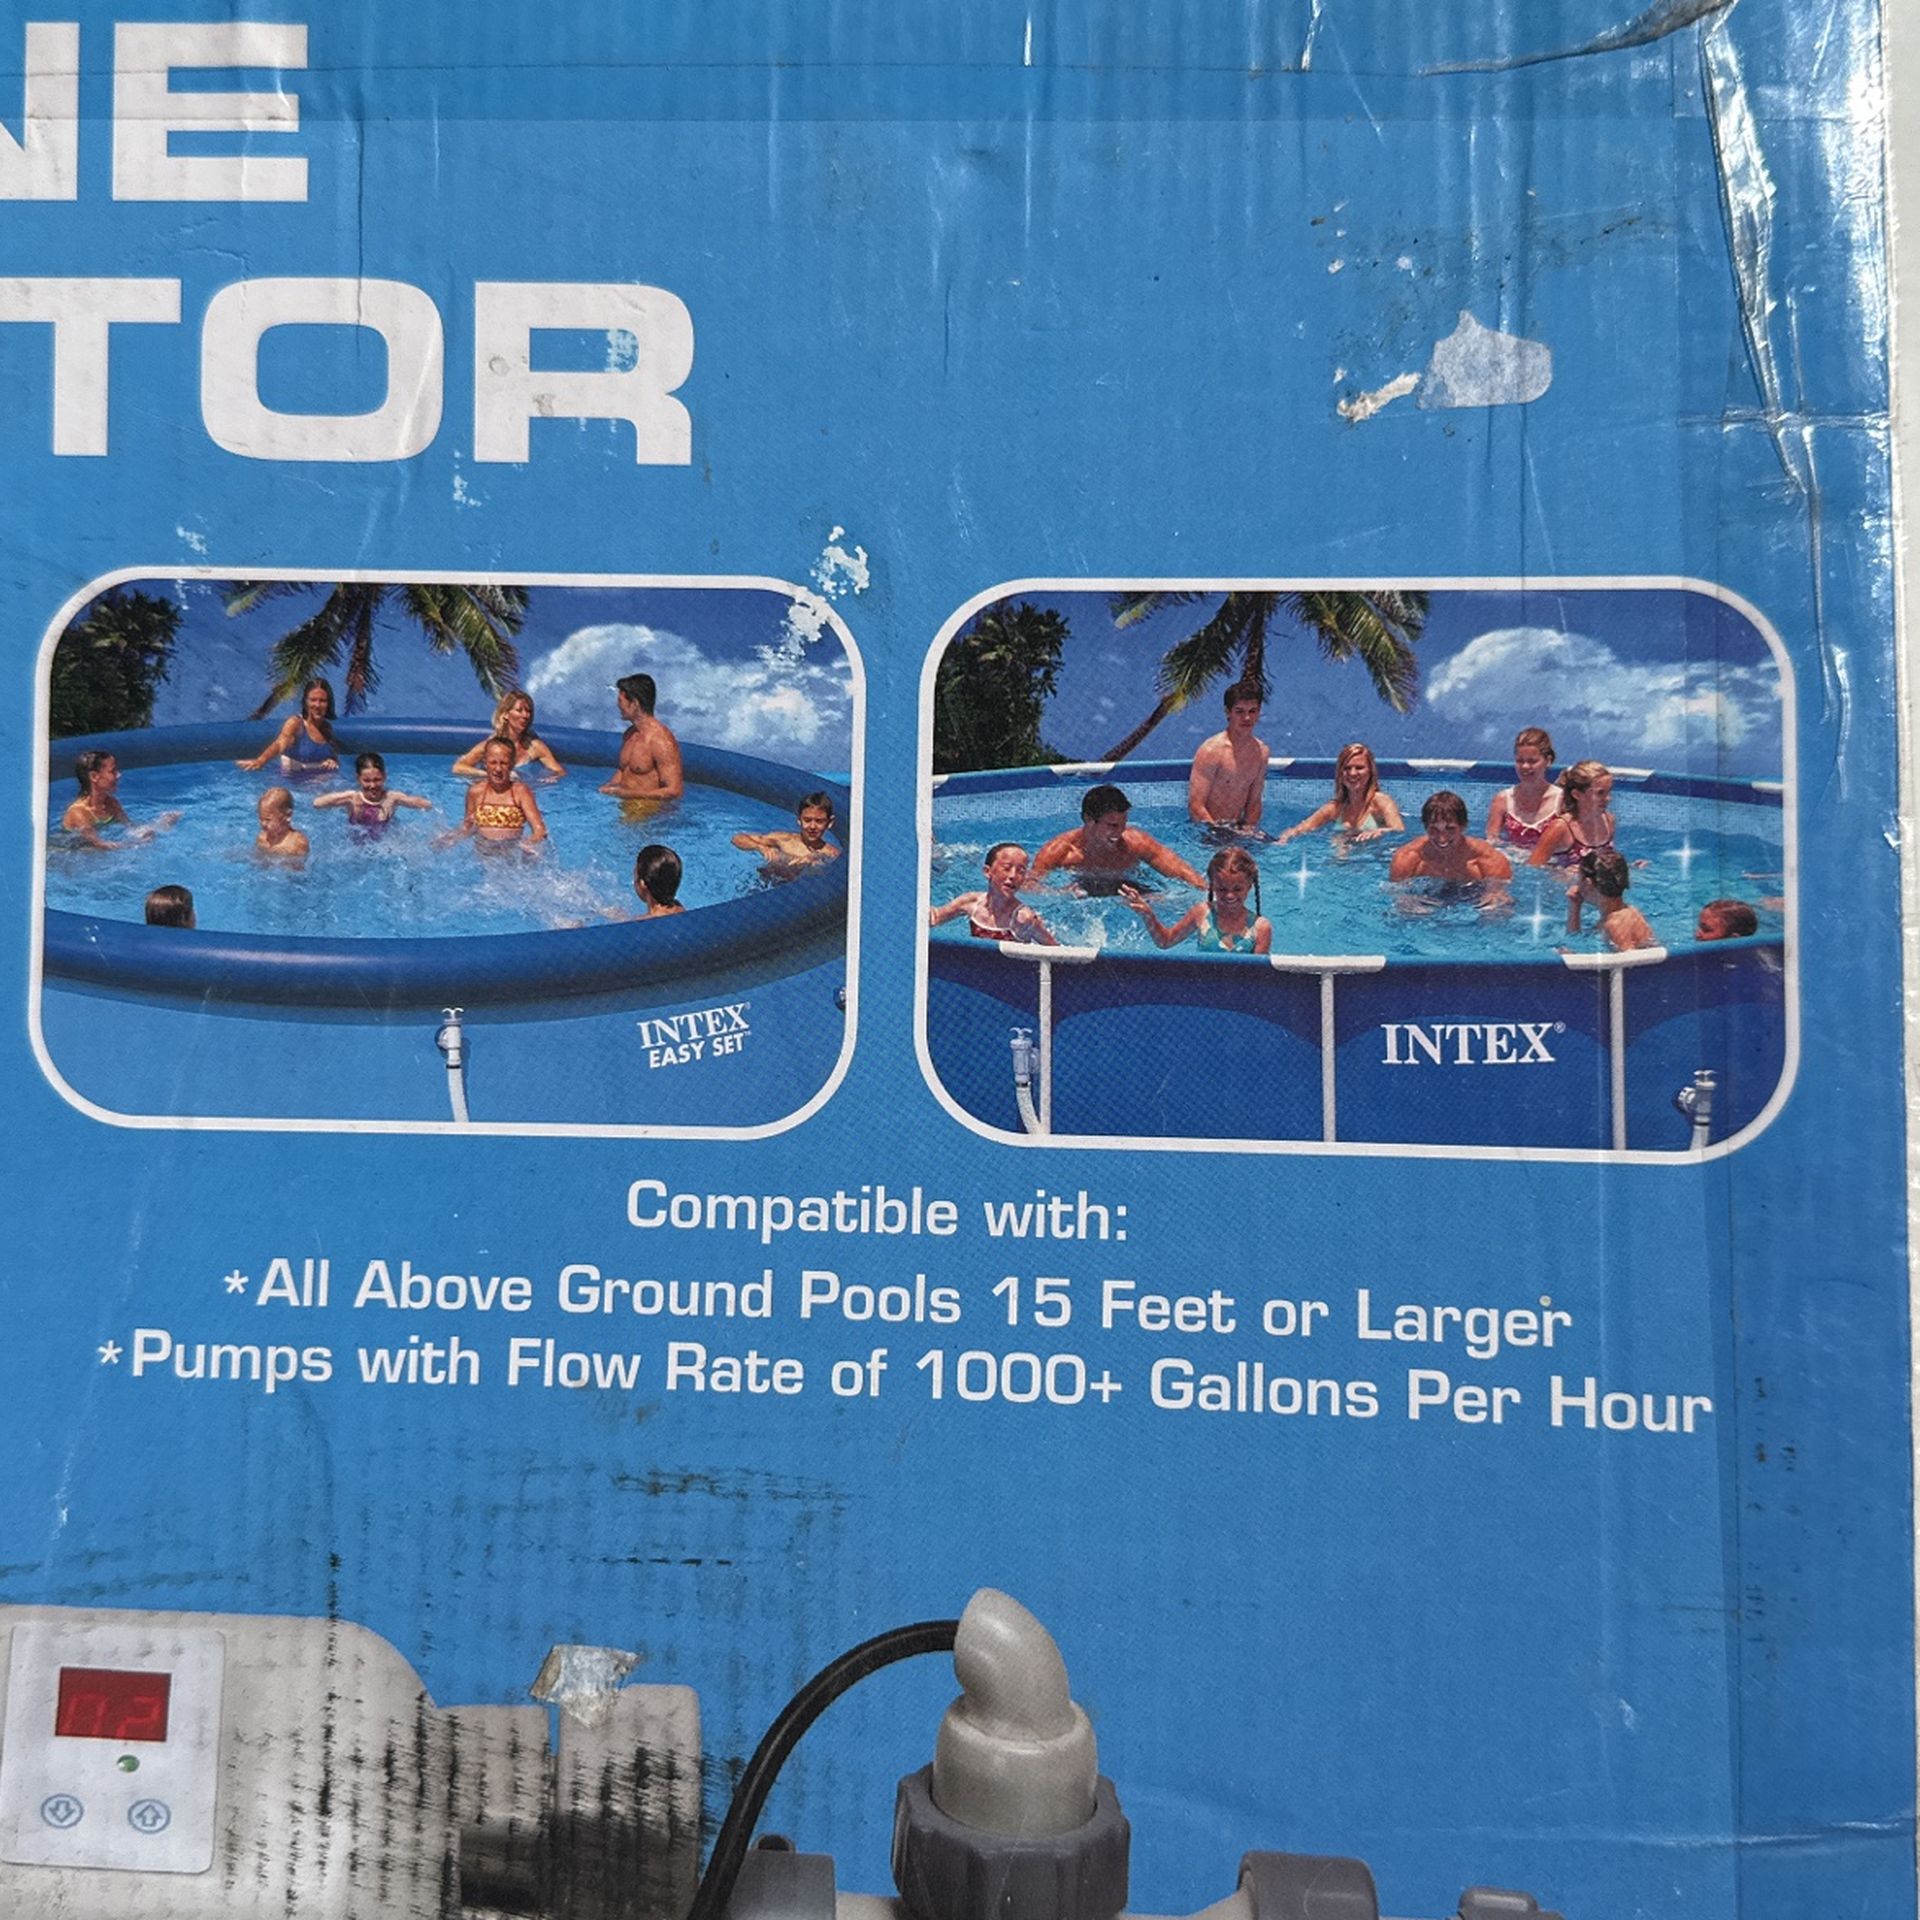 NE
TOR
INTEX®
EASY SET™
INTEX®
Compatible with:
*All Above Ground Pools 15 Feet or Larger
*Pumps with Flow Rate of 1000+ Gallons Per Hour